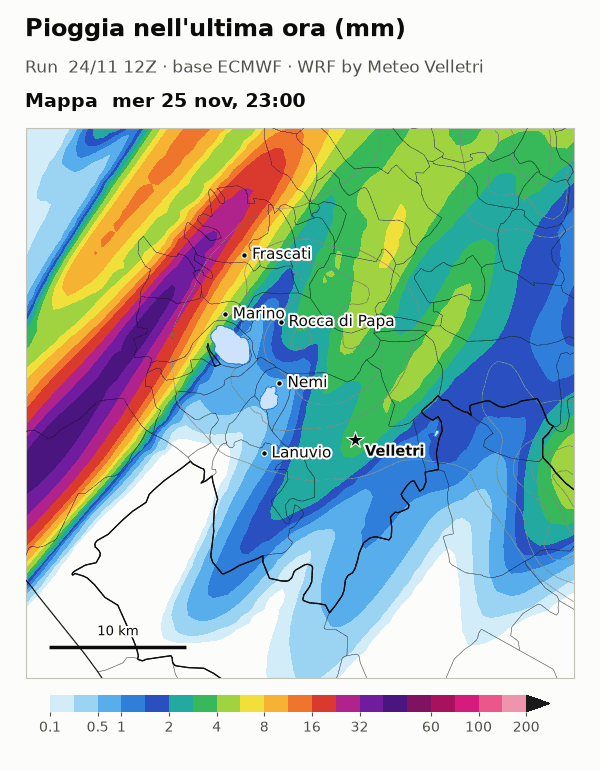 Pioggia nell'ultima ora (mm)
Run  24/11 12Z · base ECMWF · WRF by Meteo Velletri
Mappa  mer 25 nov, 23:00
Frascati
Marino
Rocca di Papa
Nemi
Velletri
Lanuvio
10 km
0.1 0.5 1 2 4 8 16 32 60 100 200